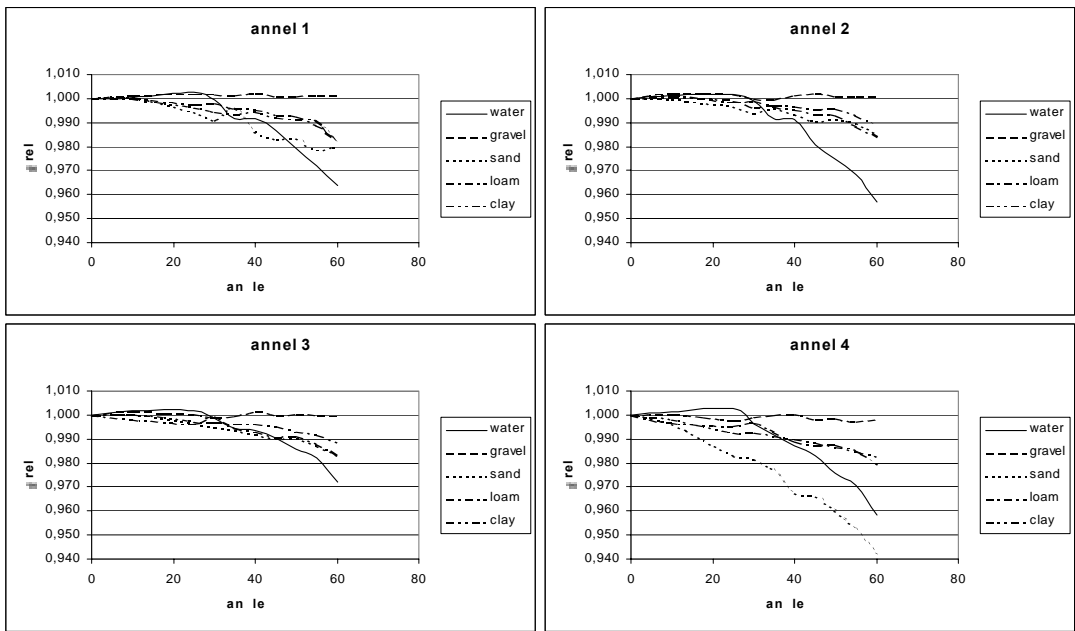 annel 1
1,010
1,000
0,990
0,980
0,970
0,960
0,950
0,940
rel
0 20 40 60 80
an le
water
gravel
sand
loam
clay
annel 2
1,010
1,000
0,990
0,980
0,970
0,960
0,950
0,940
rel
0 20 40 60 80
an le
water
gravel
sand
loam
clay
annel 3
1,010
1,000
0,990
0,980
0,970
0,960
0,950
0,940
rel
0 20 40 60 80
an le
water
gravel
sand
loam
clay
annel 4
1,010
1,000
0,990
0,980
0,970
0,960
0,950
0,940
rel
0 20 40 60 80
an le
water
gravel
sand
loam
clay